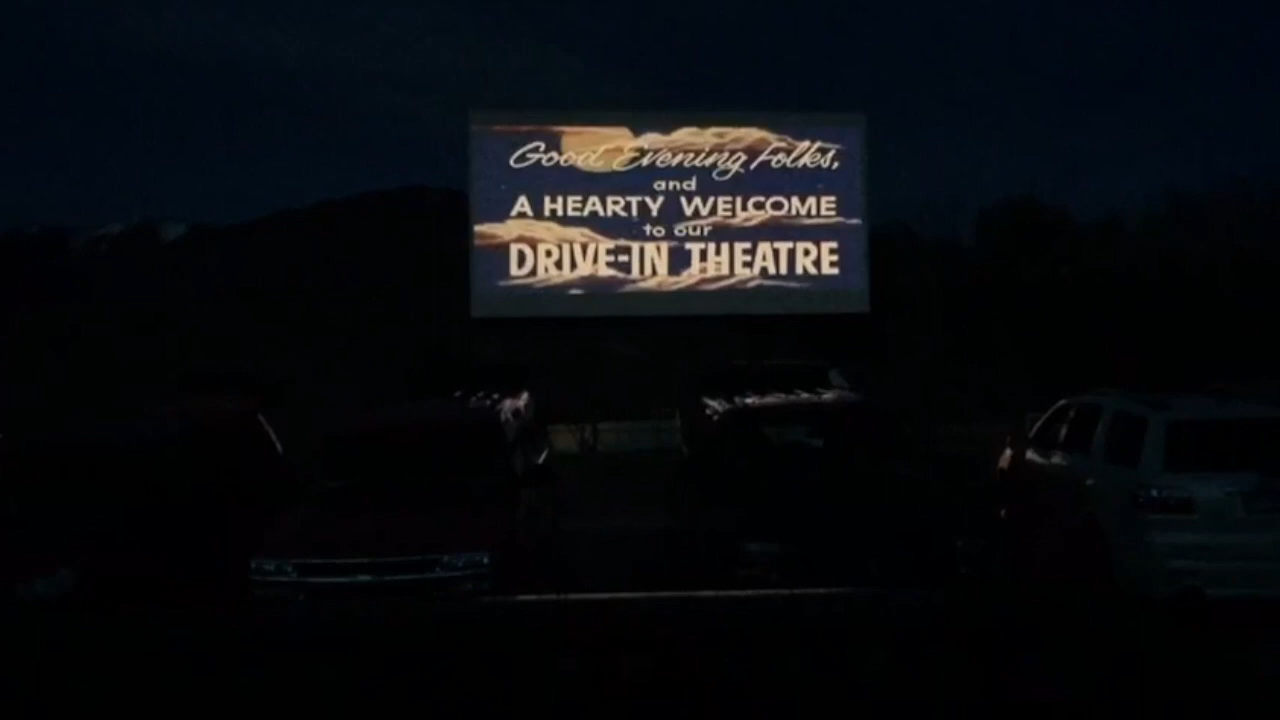 Good Evening Folks,
and
A HEARTY WELCOME
to our
DRIVE-IN THEATRE